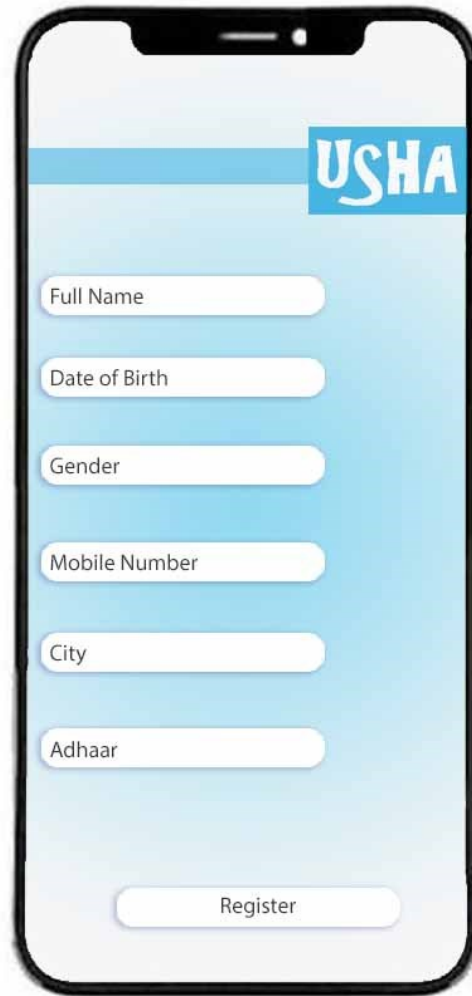 USHA
Full Name
Date of Birth
Gender
Mobile Number
City
Adhaar
Register